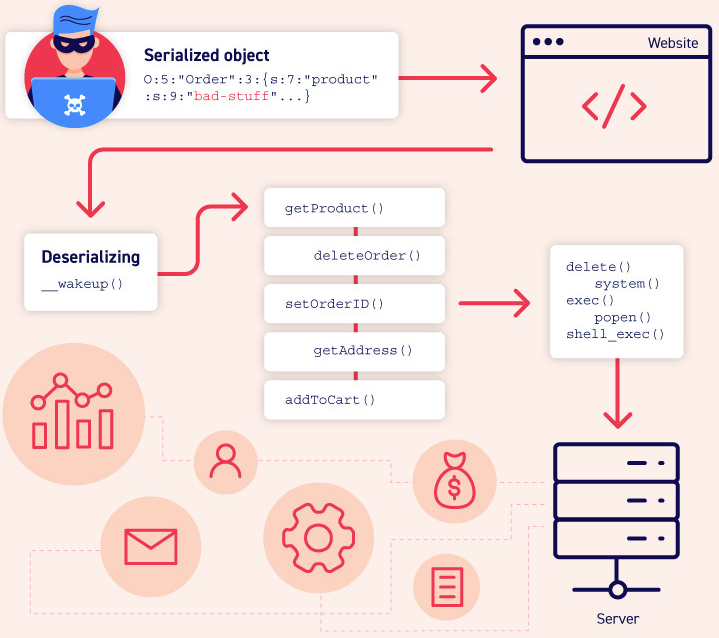 Serialized object
O:5:"Order":3:{s:7:"product"
:s:9:"bad-stuff"...}
Website
</>
Deserializing
__wakeup()
getProduct()
deleteOrder()
setOrderID()
getAddress()
addToCart()
delete()
system()
exec()
popen()
shell_exec()
$
Server